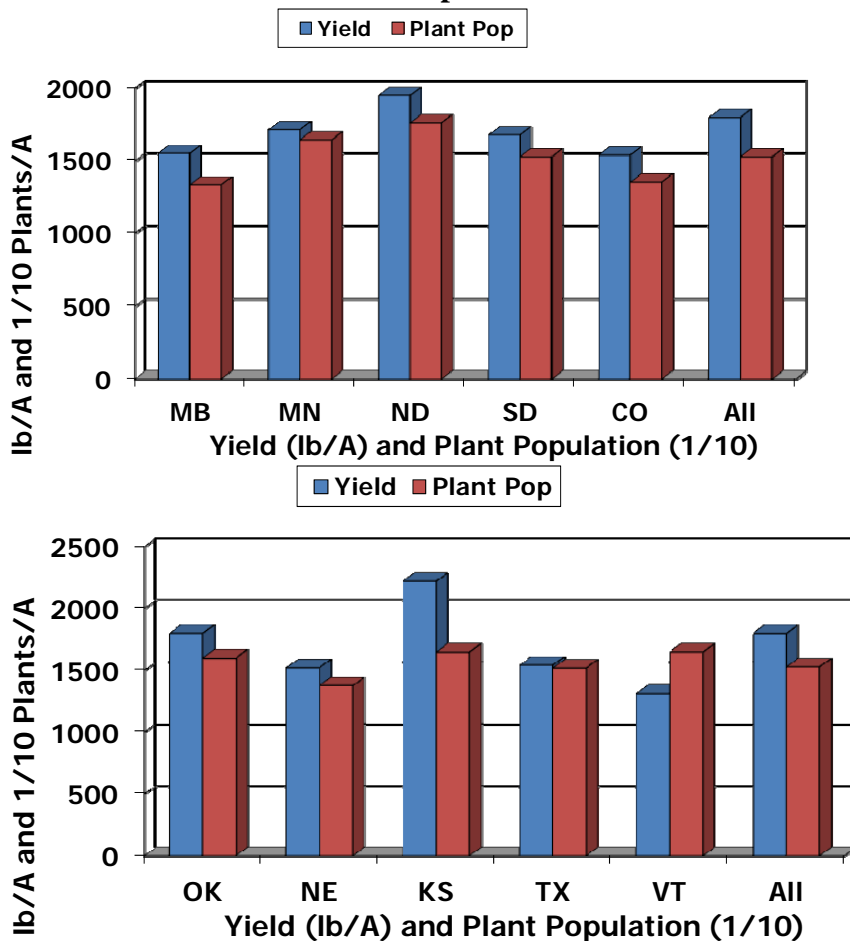 Yield Plant Pop
lb/A and 1/10 Plants/A
2000
1500
1000
500
0
MB MN ND SD CO All
Yield (lb/A) and Plant Population (1/10)
Yield Plant Pop
lb/A and 1/10 Plants/A
2500
2000
1500
1000
500
0
OK NE KS TX VT All
Yield (lb/A) and Plant Population (1/10)